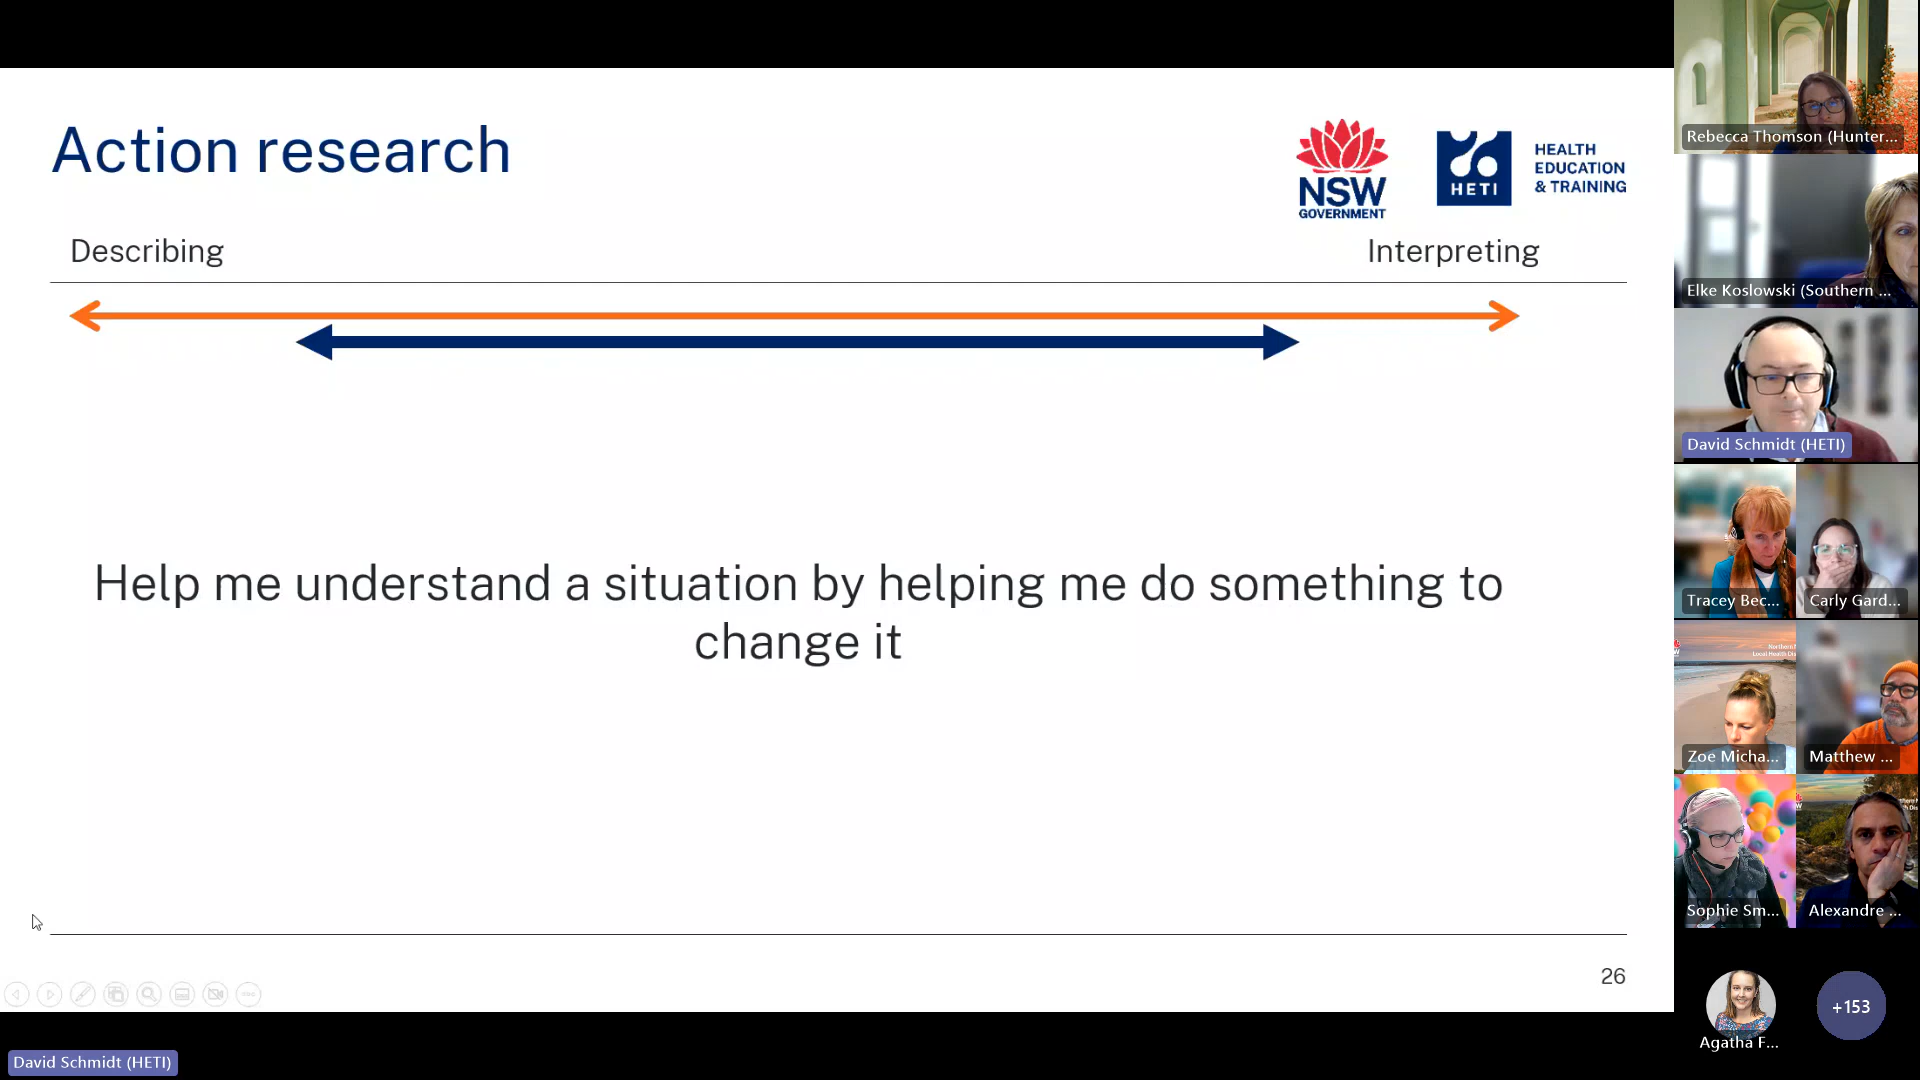 Action research
NSW
GOVERNMENT
HETI
HEALTH
EDUCATION
& TRAINING
Describing
Interpreting
Help me understand a situation by helping me do something to
change it
26
David Schmidt (HETI)
Rebecca Thomson (Hunter...
Elke Koslowski (Southern ...
David Schmidt (HETI)
Tracey Bec...
Carly Gard...
Zoe Micha...
Matthew ...
Sophie Sm...
Alexandre ...
Agatha F...
+153